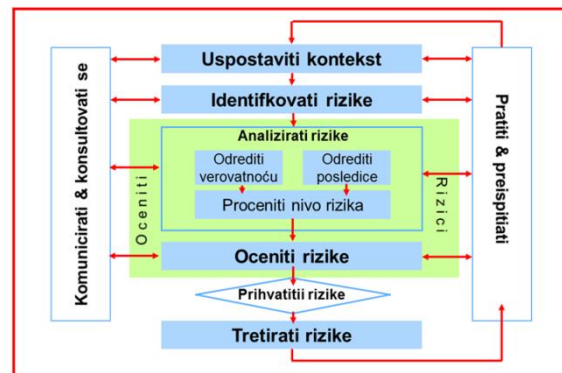 Komunicirati & konsultovati se
Uspostaviti kontekst
Identifkovati rizike
Analizirati rizike
Odrediti
verovatnoću
Odrediti
posledice
Proceniti nivo rizika
Oceniti
Rizici
Oceniti rizike
Prihvatitii rizike
Tretirati rizike
Pratiti & preispitiati